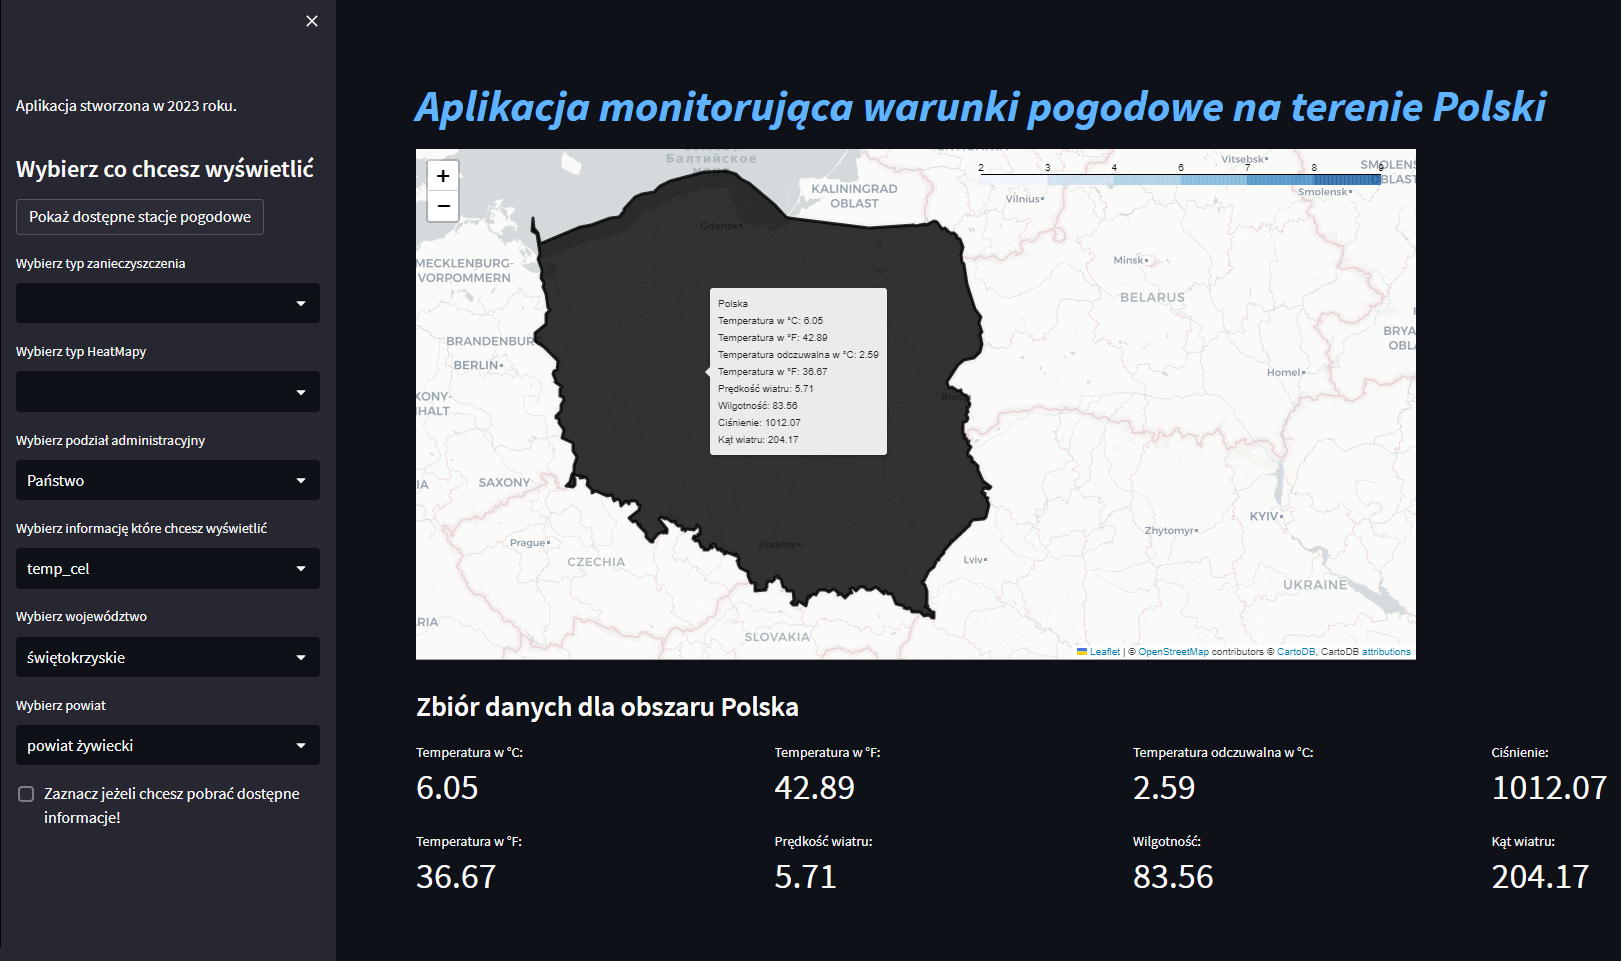 Aplikacja stworzona w 2023 roku.
Wybierz co chcesz wyświetlić
Pokaż dostępne stacje pogodowe
Wybierz typ zanieczyszczenia
Wybierz typ HeatMapy
Wybierz podział administracyjny
Państwo
Wybierz informację które chcesz wyświetlić
temp_cel
Wybierz województwo
świętokrzyskie
Wybierz powiat
powiat żywiecki
Zaznacz jeżeli chcesz pobrać dostępne
informacje!
Aplikacja monitorująca warunki pogodowe na terenie Polski
+
−
Балтийское
2 3 4 5 6 7 8 9
Vitsebsk
Smolensk
KALININGRAD
OBLAST
Vilnius
Gdansk
MECKLENBURG-
VORPOMMERN
Minsk
BELARUS
BRANDENBURG
BERLIN
Homel
Brest
SAXONY
KYIV
Prague
CZECHIA
Krakow
Zhytomyr
Lviv
UKRAINE
SLOVAKIA
Polska
Temperatura w °C: 6.05
Temperatura w °F: 42.89
Temperatura odczuwalna w °C: 2.59
Temperatura w °F: 36.67
Prędkość wiatru: 5.71
Wilgotność: 83.56
Ciśnienie: 1012.07
Kąt wiatru: 204.17
Leaflet | © OpenStreetMap contributors © CartoDB, CartoDB attributions
Zbiór danych dla obszaru Polska
Temperatura w °C:
6.05
Temperatura w °F:
42.89
Temperatura odczuwalna w °C:
2.59
Ciśnienie:
1012.07
Temperatura w °F:
36.67
Prędkość wiatru:
5.71
Wilgotność:
83.56
Kąt wiatru:
204.17